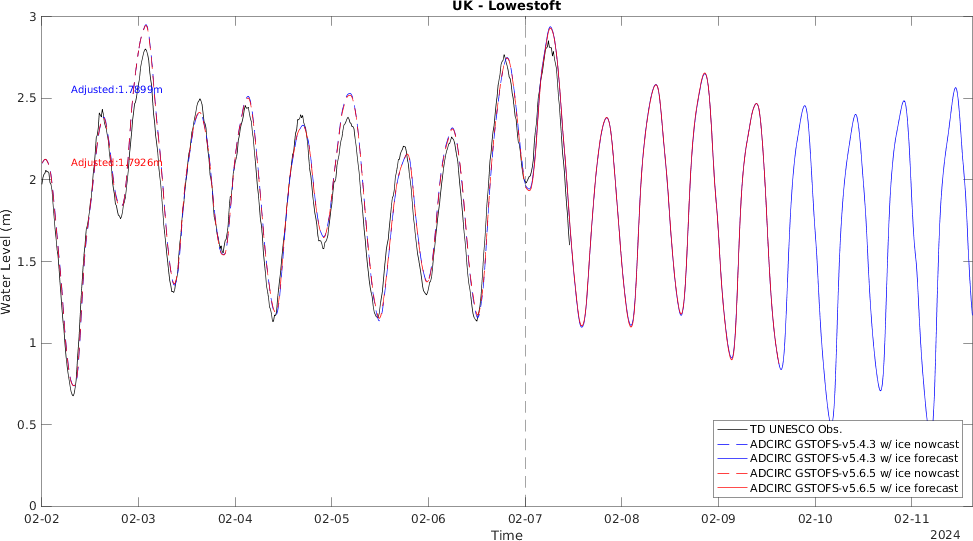 UK - Lowestoft
3
2.5
2
1.5
1
0.5
0
Water Level (m)
Adjusted:1.7899m
Adjusted:1.7926m
TD UNESCO Obs.
ADCIRC GSTOFS-v5.4.3 w/ ice nowcast
ADCIRC GSTOFS-v5.4.3 w/ ice forecast
ADCIRC GSTOFS-v5.6.5 w/ ice nowcast
ADCIRC GSTOFS-v5.6.5 w/ ice forecast
02-02 02-03 02-04 02-05 02-06 02-07 02-08 02-09 02-10 02-11
Time
2024